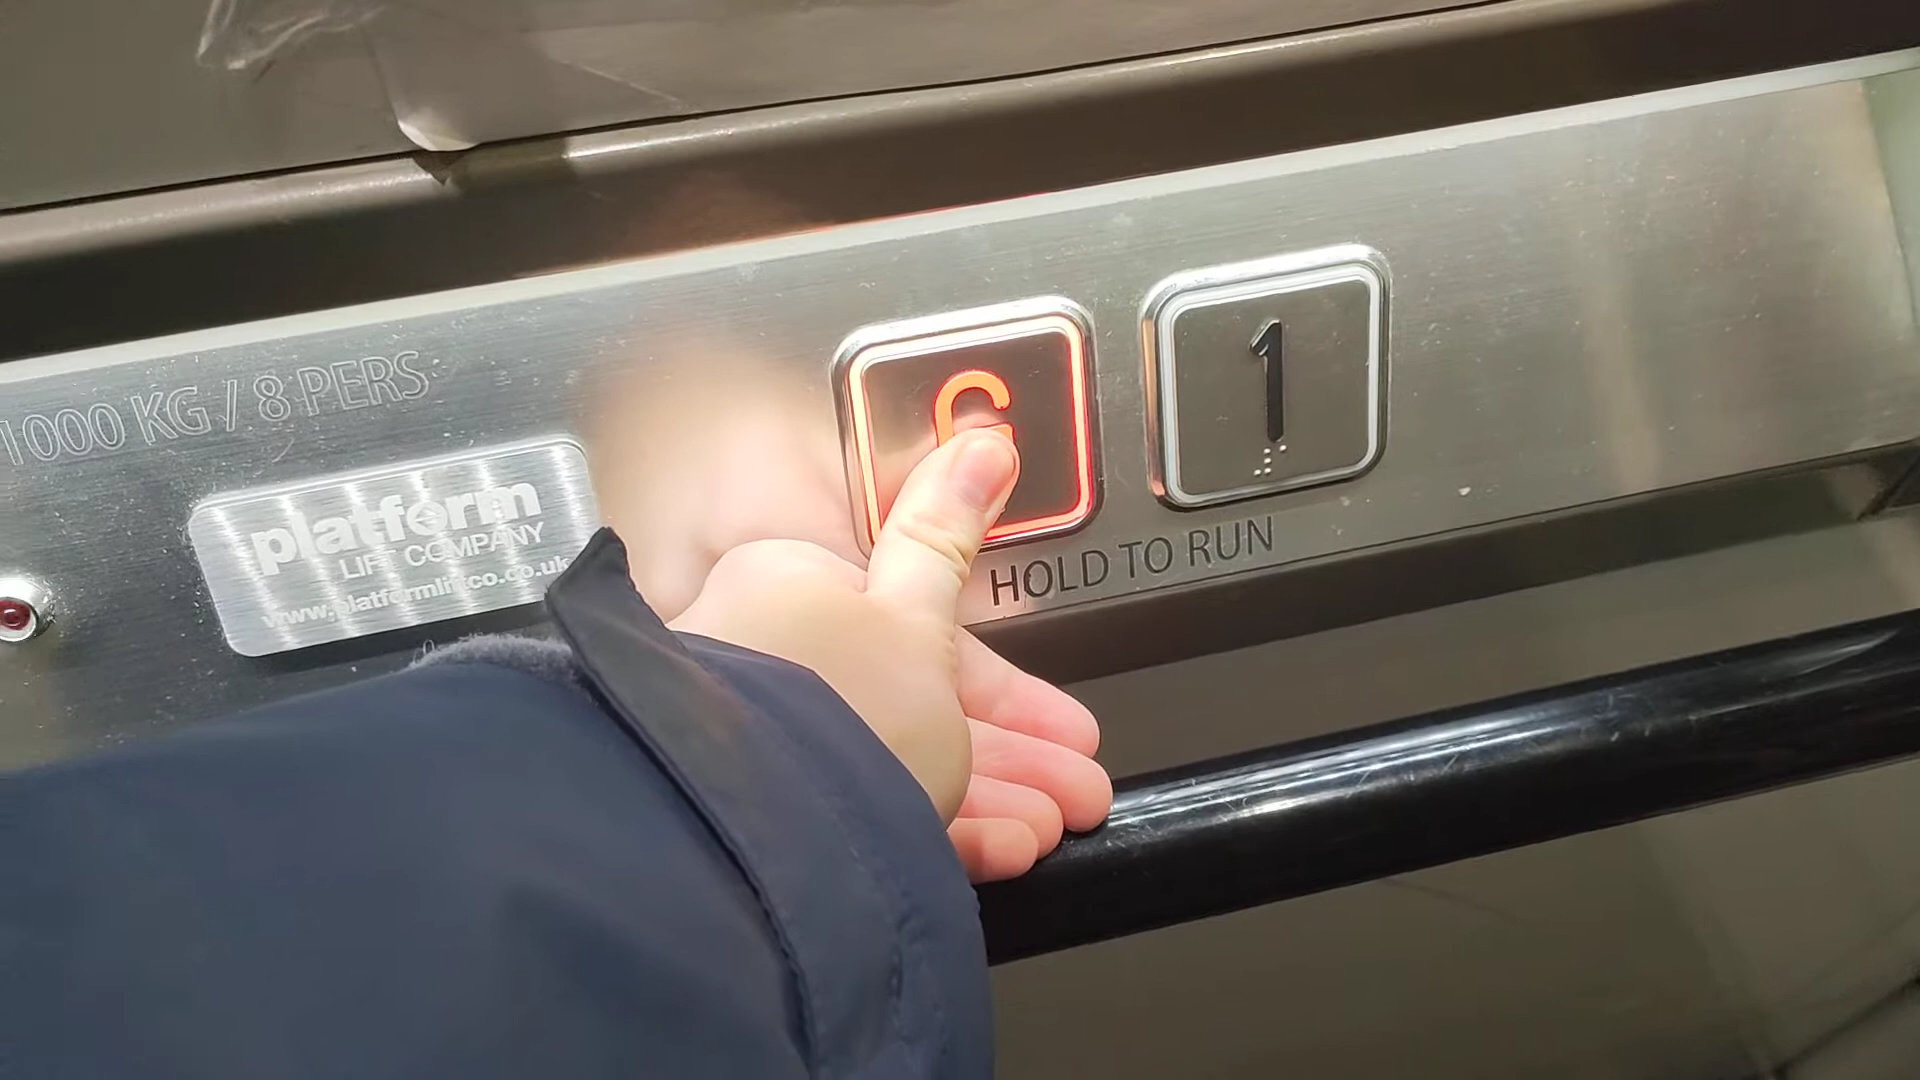 1000 KG / 8 PERS
platform
LIFT COMPANY
www.platformliftco.co.uk
G
1
HOLD TO RUN